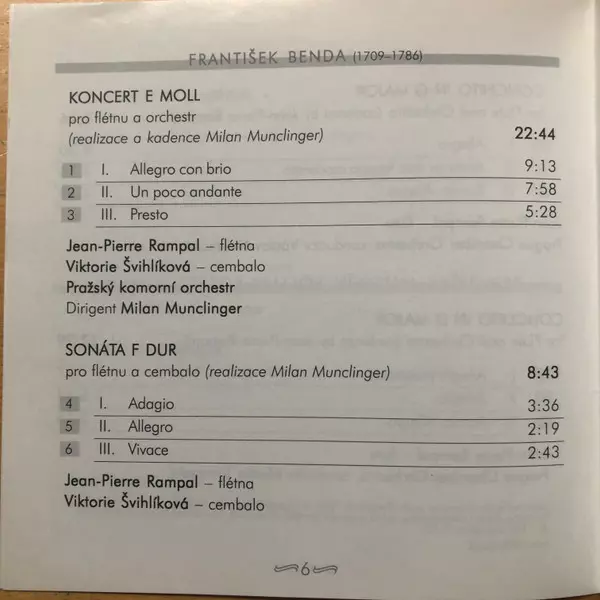 FRANTIŠEK BENDA (1709–1786)
KONCERT E MOLL
pro flétnu a orchestr
(realizace a kadence Milan Munclinger) 22:44
1 I. Allegro con brio 9:13
2 II. Un poco andante 7:58
3 III. Presto 5:28
Jean-Pierre Rampal – flétna
Viktorie Švihlíková – cembalo
Pražský komorní orchestr
Dirigent Milan Munclinger
SONÁTA F DUR
pro flétnu a cembalo (realizace Milan Munclinger) 8:43
4 I. Adagio 3:36
5 II. Allegro 2:19
6 III. Vivace 2:43
Jean-Pierre Rampal – flétna
Viktorie Švihlíková – cembalo
6